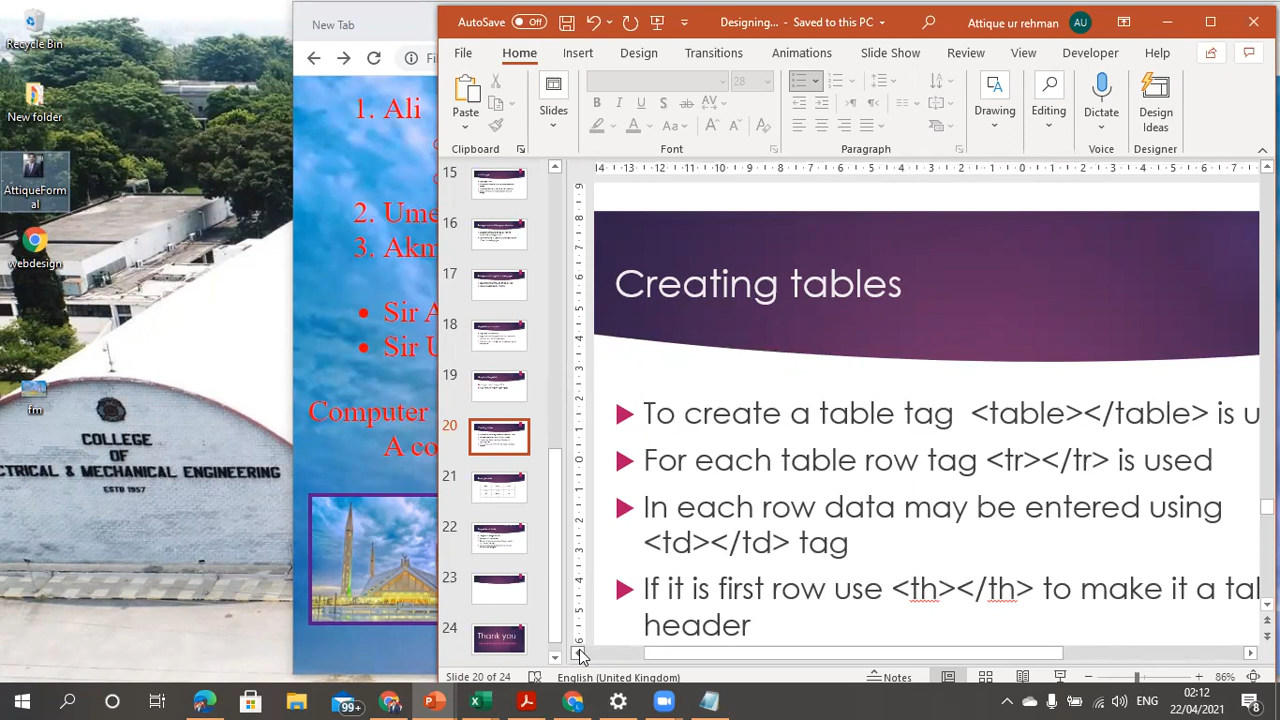 Recycle Bin
New folder
AttiqueForm
al
webdesign
fm
COLLEGE
OF
CTRICAL & MECHANICAL ENGINEERING
ESTD 1957
New Tab
Fi
1. Ali
2. Ume
3. Akm
Sir A
Sir U
Computer
A co
AutoSave Off
Designing... - Saved to this PC
Attique ur rehman AU
File Home Insert Design Transitions Animations Slide Show Review View Developer Help
Paste
Slides
28
Drawing
Editing
Dictate
Design
Ideas
Clipboard
Font
Paragraph
Voice
Designer
15
16
17
18
19
20
21
22
23
24
Thank you
Creating tables
To create a table tag <table></table> is u
For each table row tag <tr></tr> is used
In each row data may be entered using
<td></td> tag
If it is first row use <th></th> to make it a tal
header
Slide 20 of 24 English (United Kingdom) Notes 86%
99+
ENG
02:12
22/04/2021
8